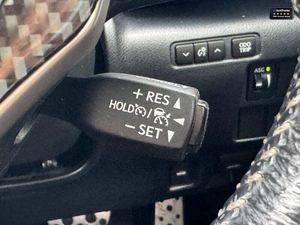 ODO
TRIP
ASC
+ RES
HOLD /
− SET